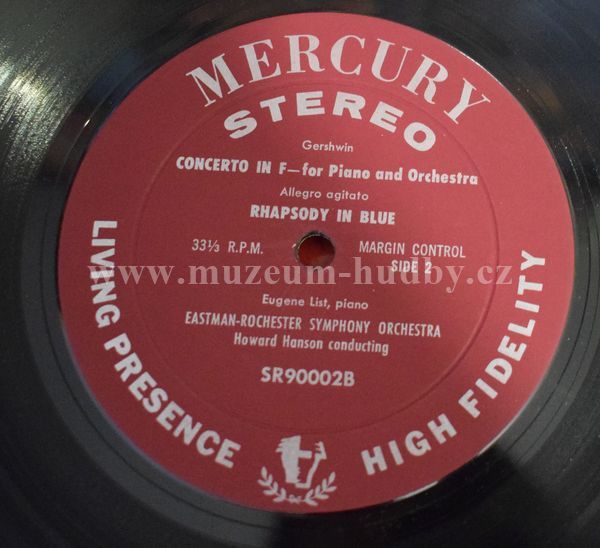 MERCURY
STEREO
Gershwin
CONCERTO IN F—for Piano and Orchestra
Allegro agitato
RHAPSODY IN BLUE
33⅓ R.P.M.
MARGIN CONTROL
SIDE 2
www.muzeum-hudby.cz
Eugene List, piano
EASTMAN-ROCHESTER SYMPHONY ORCHESTRA
Howard Hanson conducting
SR90002B
LIVING PRESENCE
HIGH FIDELITY